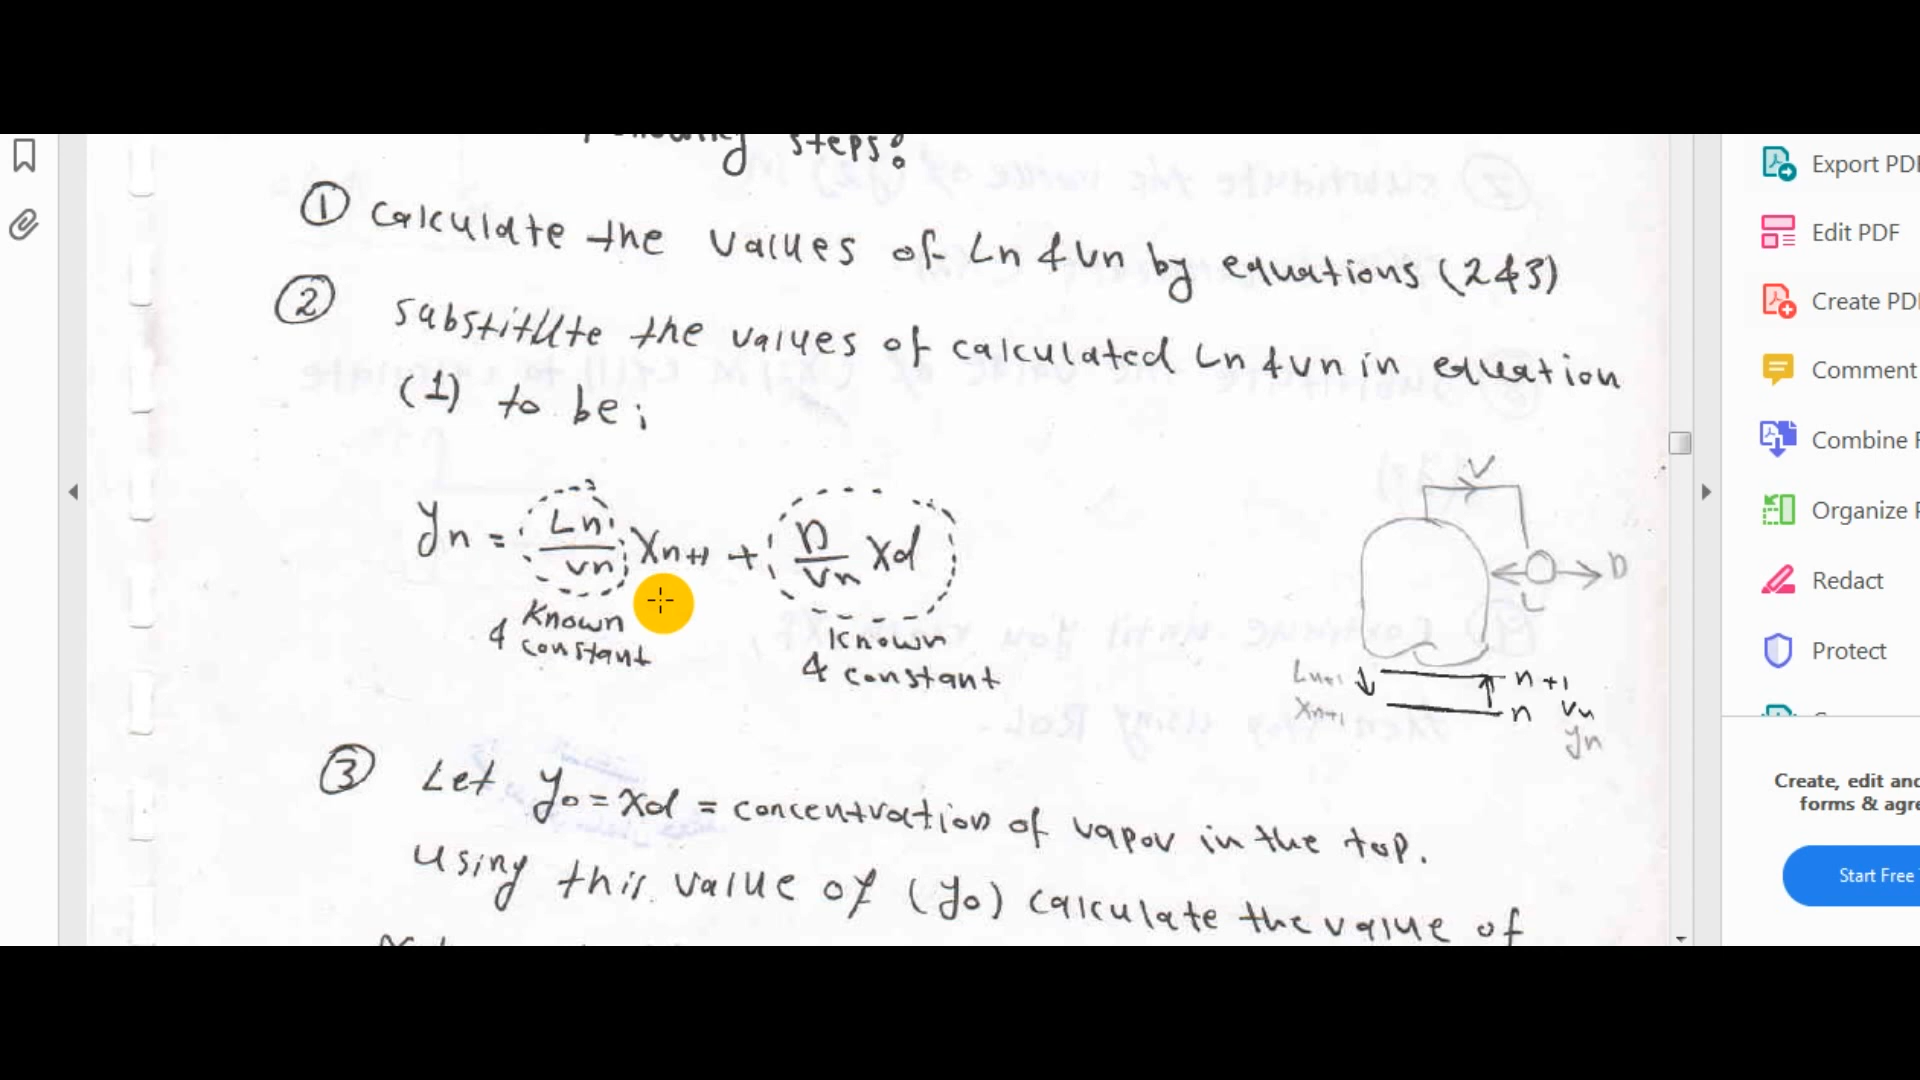 following steps:
① calculate the values of Ln & Vn by equations (2&3)
② substitute the values of calculated Ln & Vn in equation
(1) to be;
yn = Ln/Vn Xn+1 + D/Vn Xd
Known & constant
Known & constant
V
D
L
Ln+1
n+1
Xn+1
n
Vn
yn
③ Let yo = Xd = concentration of vapor in the top.
using this value of (yo) calculate the value of
Export PDF
Edit PDF
Create PDF
Comment
Combine F
Organize P
Redact
Protect
Create, edit and
forms & agre
Start Free